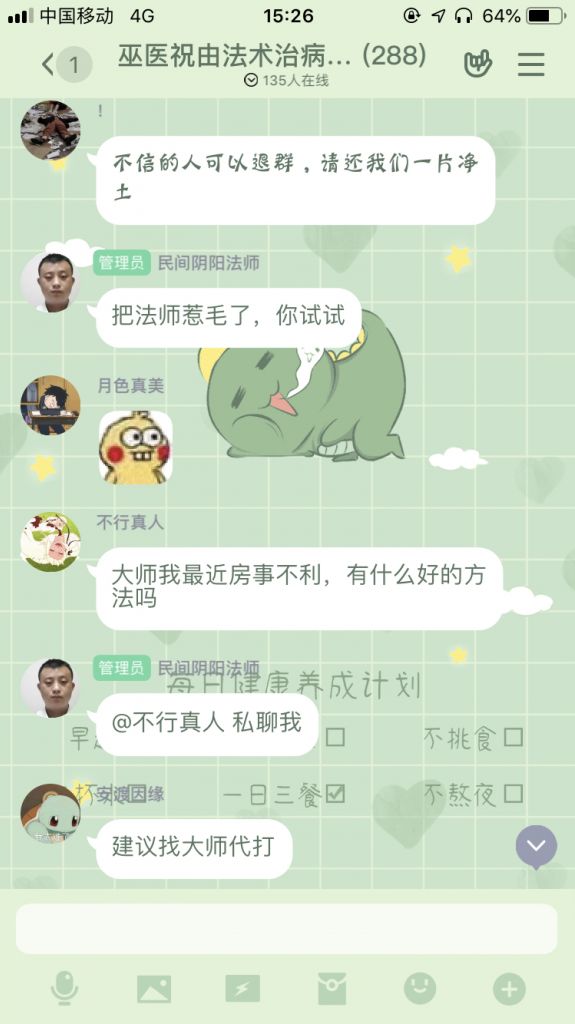 中国移动 4G 15:26 64%
1 巫医祝由法术治病... (288)
135人在线
!
不信的人可以退群，请还我们一片净
土
管理员 民间阴阳法师
把法师惹毛了，你试试
月色真美
不行真人
大师我最近房事不利，有什么好的方
法吗
管理员 民间阴阳法师
每日健康养成计划
@不行真人 私聊我
早 不挑食
安渡因缘 一日三餐 不熬夜
建议找大师代打